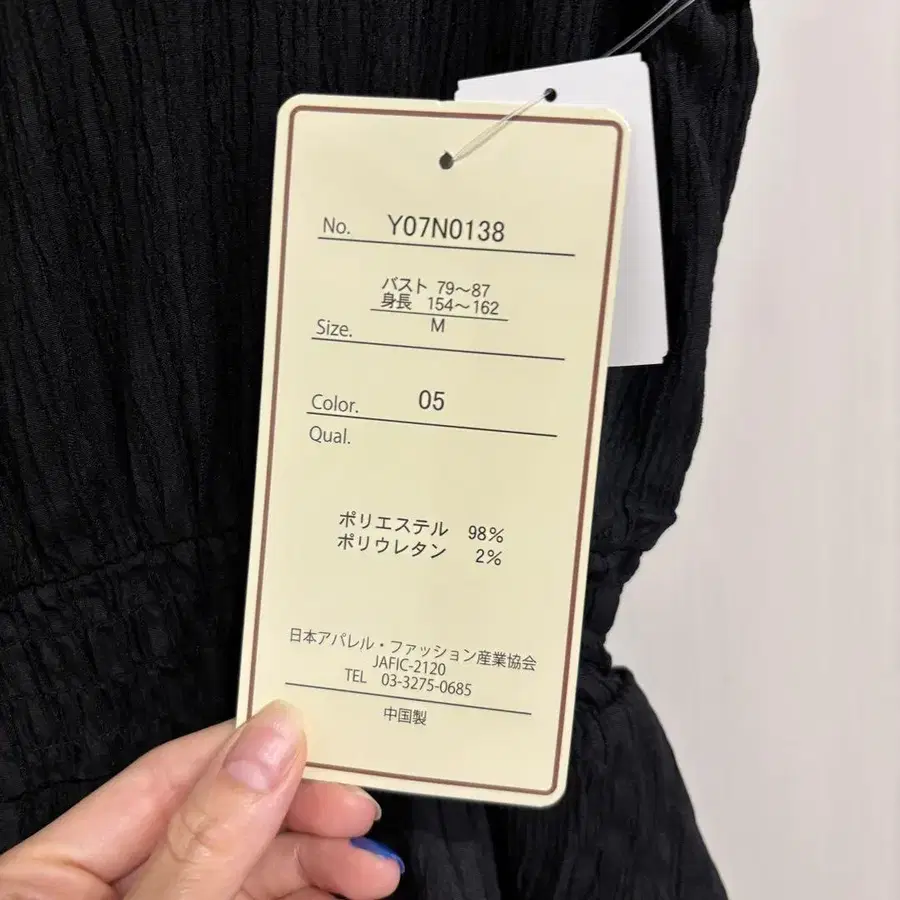 No. Y07N0138
バスト 79～87
身長 154～162
M
Size.
Color. 05
Qual.
ポリエステル 98%
ポリウレタン 2%
日本アパレル・ファッション産業協会
JAFIC-2120
TEL 03-3275-0685
中国製